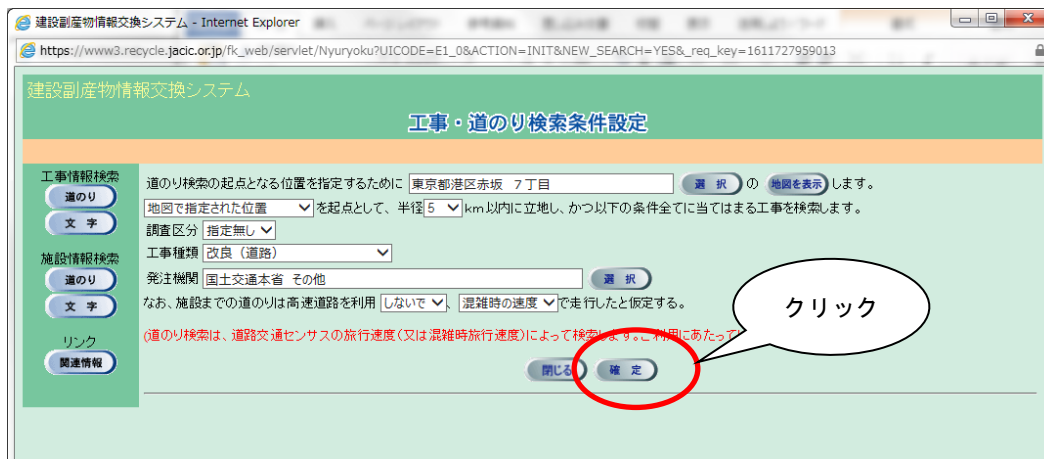 建設副産物情報交換システム - Internet Explorer
https://www3.recycle.jacic.or.jp/fk_web/servlet/Nyuryoku?UICODE=E1_0&ACTION=INIT&NEW_SEARCH=YES&_req_key=1611727959013
建設副産物情報交換システム
工事・道のり検索条件設定
工事情報検索
道のり
文 字
施設情報検索
道のり
文 字
リンク
関連情報
道のり検索の起点となる位置を指定するために 東京都港区赤坂 7丁目 選 択 の 地図を表示 します。
地図で指定された位置 を起点として、半径 5 km以内に立地し、かつ以下の条件全てに当てはまる工事を検索します。
調査区分 指定無し
工事種類 改良（道路）
発注機関 国土交通本省 その他 選 択
なお、施設までの道のりは高速道路を利用 しないで 、 混雑時の速度 で走行したと仮定する。
(道のり検索は、道路交通センサスの旅行速度(又は混雑時旅行速度)によって検索します。ご利用にあたって
閉じる 確 定
クリック